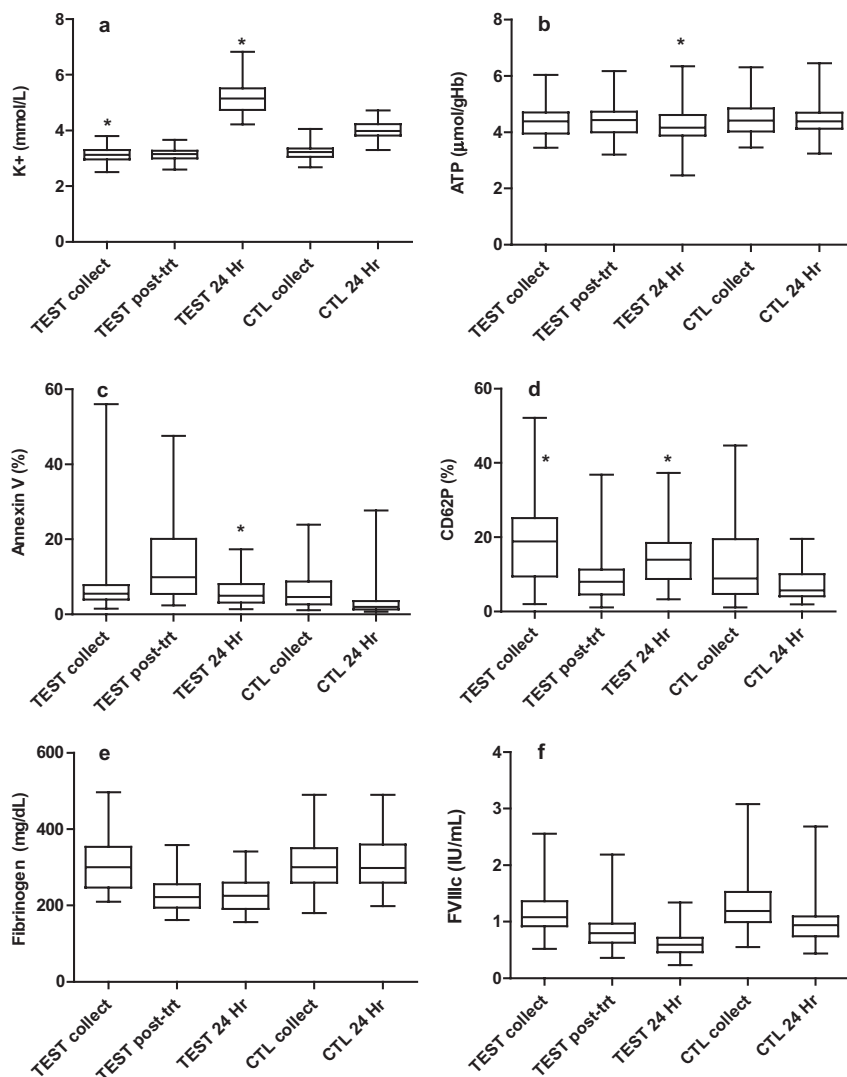 a
K+ (mmol/L)
8
6
4
2
0
*
*
TEST collect
TEST post-trt
TEST 24 Hr
CTL collect
CTL 24 Hr
b
ATP (µmol/gHb)
8
6
4
2
0
*
TEST collect
TEST post-trt
TEST 24 Hr
CTL collect
CTL 24 Hr
c
Annexin V (%)
60
40
20
0
*
TEST collect
TEST post-trt
TEST 24 Hr
CTL collect
CTL 24 Hr
d
CD62P (%)
60
40
20
0
*
*
TEST collect
TEST post-trt
TEST 24 Hr
CTL collect
CTL 24 Hr
e
Fibrinogen (mg/dL)
600
400
200
0
TEST collect
TEST post-trt
TEST 24 Hr
CTL collect
CTL 24 Hr
f
FVIIIc (IU/mL)
4
3
2
1
0
TEST collect
TEST post-trt
TEST 24 Hr
CTL collect
CTL 24 Hr